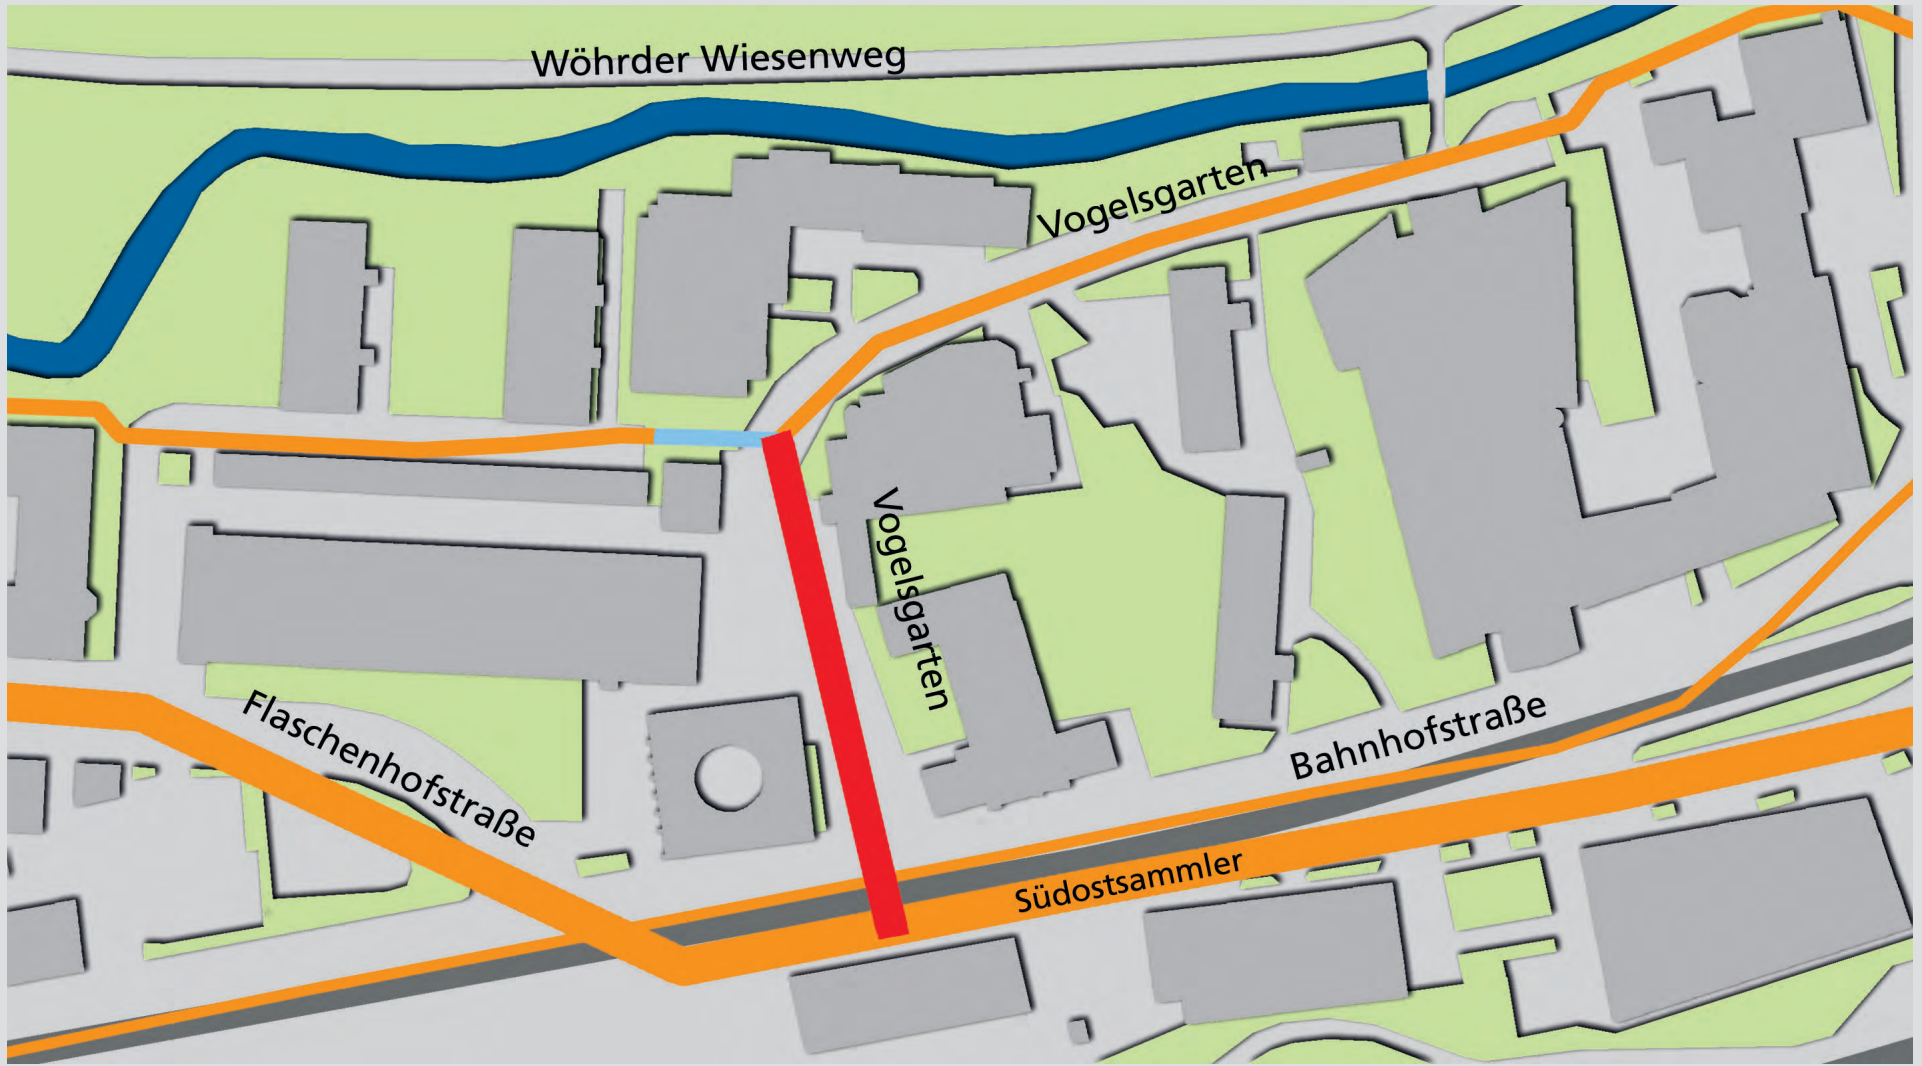 Wöhrder Wiesenweg
Vogelsgarten
Vogelsgarten
Flaschenhofstraße
Bahnhofstraße
Südostsammler